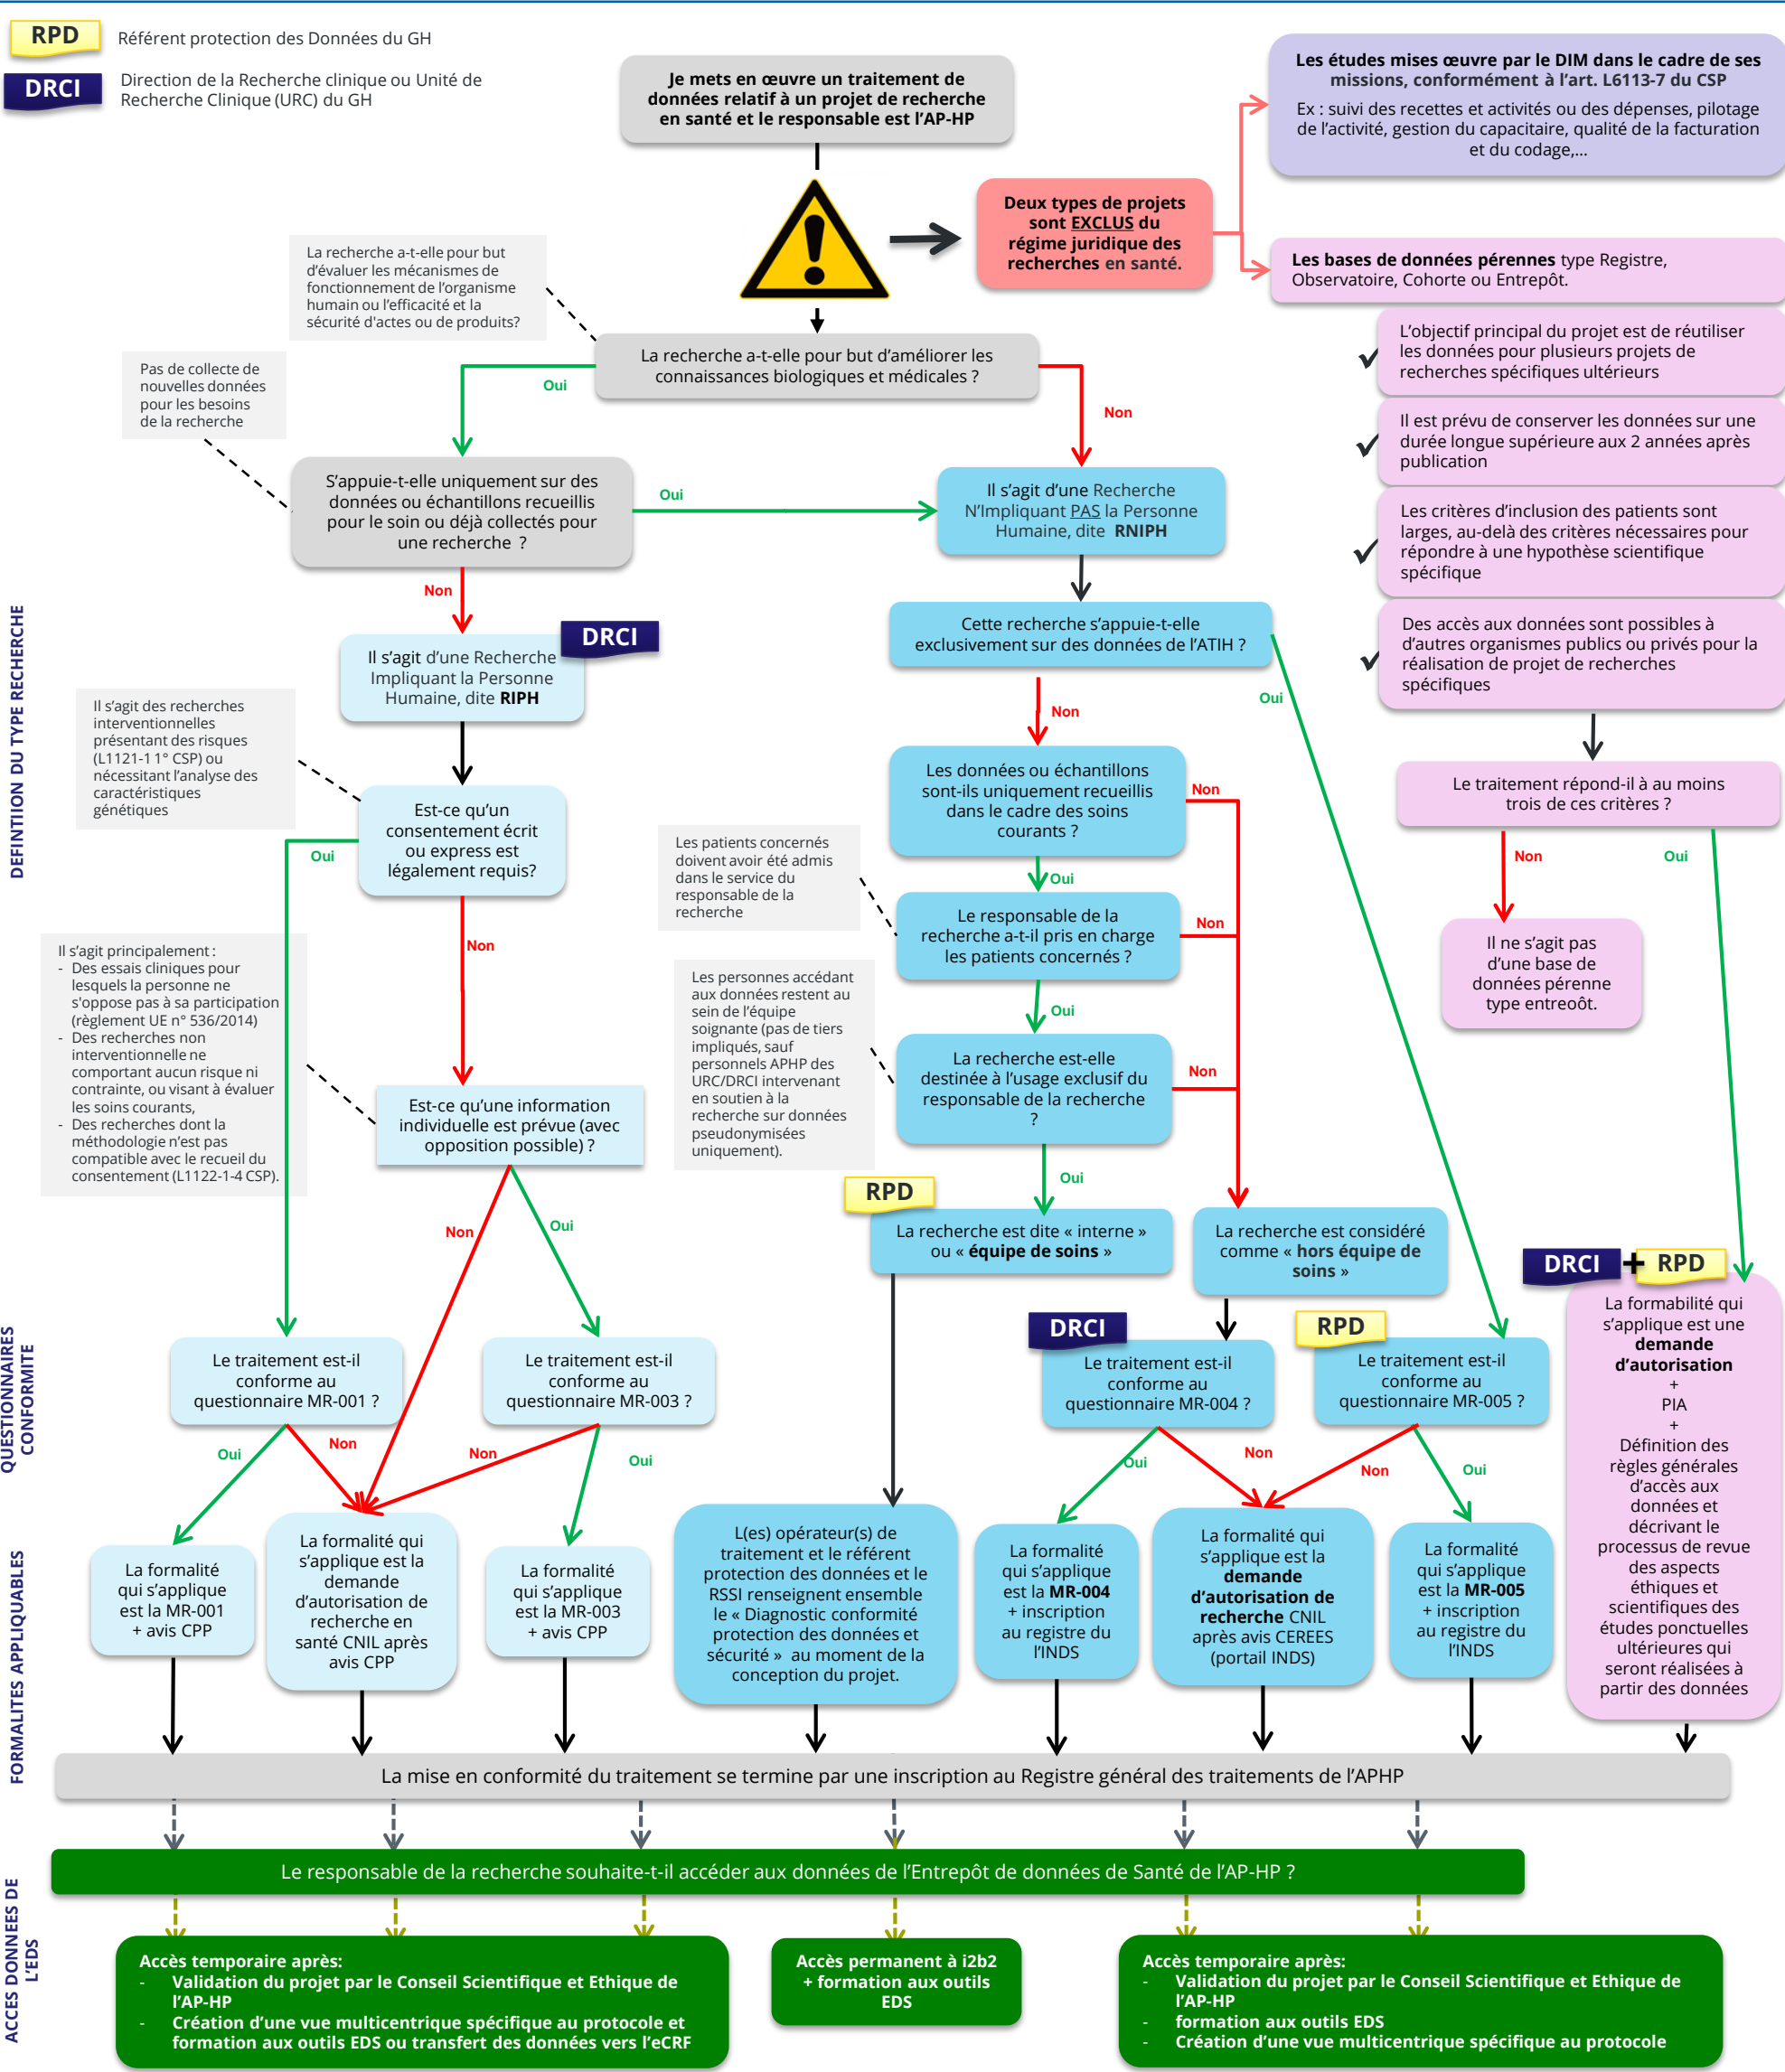 RPD
Référent protection des Données du GH
DRCI
Direction de la Recherche clinique ou Unité de
Recherche Clinique (URC) du GH
Je mets en œuvre un traitement de
données relatif à un projet de recherche
en santé et le responsable est l’AP-HP
Les études mises œuvre par le DIM dans le cadre de ses
missions, conformément à l’art. L6113-7 du CSP
Ex : suivi des recettes et activités ou des dépenses, pilotage
de l’activité, gestion du capacitaire, qualité de la facturation
et du codage,...
Deux types de projets
sont EXCLUS du
régime juridique des
recherches en santé.
Les bases de données pérennes type Registre,
Observatoire, Cohorte ou Entrepôt.
L’objectif principal du projet est de réutiliser
les données pour plusieurs projets de
recherches spécifiques ultérieurs
Il est prévu de conserver les données sur une
durée longue supérieure aux 2 années après
publication
Les critères d’inclusion des patients sont
larges, au-delà des critères nécessaires pour
répondre à une hypothèse scientifique
spécifique
Des accès aux données sont possibles à
d’autres organismes publics ou privés pour la
réalisation de projet de recherches
spécifiques
Le traitement répond-il à au moins
trois de ces critères ?
Non
Oui
Il ne s’agit pas
d’une base de
données pérenne
type entreoôt.
La recherche a-t-elle pour but
d’évaluer les mécanismes de
fonctionnement de l’organisme
humain ou l’efficacité et la
sécurité d'actes ou de produits?
La recherche a-t-elle pour but d’améliorer les
connaissances biologiques et médicales ?
Oui
Non
Pas de collecte de
nouvelles données
pour les besoins
de la recherche
S’appuie-t-elle uniquement sur des
données ou échantillons recueillis
pour le soin ou déjà collectés pour
une recherche ?
Oui
Non
Il s’agit d’une Recherche
N’Impliquant PAS la Personne
Humaine, dite RNIPH
DEFINTION DU TYPE RECHERCHE
DRCI
Il s’agit d’une Recherche
Impliquant la Personne
Humaine, dite RIPH
Cette recherche s’appuie-t-elle
exclusivement sur des données de l’ATIH ?
Non
Oui
Il s’agit des recherches
interventionnelles
présentant des risques
(L1121-1 1° CSP) ou
nécessitant l’analyse des
caractéristiques
génétiques
Est-ce qu’un
consentement écrit
ou express est
légalement requis?
Oui
Non
Les données ou échantillons
sont-ils uniquement recueillis
dans le cadre des soins
courants ?
Non
Oui
Les patients concernés
doivent avoir été admis
dans le service du
responsable de la
recherche
Le responsable de la
recherche a-t-il pris en charge
les patients concernés ?
Non
Oui
Les personnes accédant
aux données restent au
sein de l’équipe
soignante (pas de tiers
impliqués, sauf
personnels APHP des
URC/DRCI intervenant
en soutien à la
recherche sur données
pseudonymisées
uniquement).
La recherche est-elle
destinée à l’usage exclusif du
responsable de la recherche
?
Non
Oui
Il s’agit principalement :
- Des essais cliniques pour
lesquels la personne ne
s'oppose pas à sa participation
(règlement UE n° 536/2014)
- Des recherches non
interventionnelle ne
comportant aucun risque ni
contrainte, ou visant à évaluer
les soins courants,
- Des recherches dont la
méthodologie n’est pas
compatible avec le recueil du
consentement (L1122-1-4 CSP).
Est-ce qu’une information
individuelle est prévue (avec
opposition possible) ?
Non
Oui
RPD
La recherche est dite « interne »
ou « équipe de soins »
La recherche est considéré
comme « hors équipe de
soins »
DRCI + RPD
La formabilité qui
s’applique est une
demande
d’autorisation
+
PIA
+
Définition des
règles générales
d’accès aux
données et
décrivant le
processus de revue
des aspects
éthiques et
scientifiques des
études ponctuelles
ultérieures qui
seront réalisées à
partir des données
QUESTIONNAIRES
CONFORMITE
Le traitement est-il
conforme au
questionnaire MR-001 ?
Oui
Non
Le traitement est-il
conforme au
questionnaire MR-003 ?
Non
Oui
DRCI
Le traitement est-il
conforme au
questionnaire MR-004 ?
Oui
Non
RPD
Le traitement est-il
conforme au
questionnaire MR-005 ?
Non
Oui
FORMALITES APPLIQUABLES
La formalité
qui s’applique
est la MR-001
+ avis CPP
La formalité qui
s’applique est la
demande
d’autorisation de
recherche en
santé CNIL après
avis CPP
La formalité
qui s’applique
est la MR-003
+ avis CPP
L(es) opérateur(s) de
traitement et le référent
protection des données et le
RSSI renseignent ensemble
le « Diagnostic conformité
protection des données et
sécurité » au moment de la
conception du projet.
La formalité
qui s’applique
est la MR-004
+ inscription
au registre du
l’INDS
La formalité qui
s’applique est la
demande
d’autorisation de
recherche CNIL
après avis CEREES
(portail INDS)
La formalité
qui s’applique
est la MR-005
+ inscription
au registre du
l’INDS
La mise en conformité du traitement se termine par une inscription au Registre général des traitements de l’APHP
ACCES DONNEES DE
L’EDS
Le responsable de la recherche souhaite-t-il accéder aux données de l’Entrepôt de données de Santé de l’AP-HP ?
Accès temporaire après:
- Validation du projet par le Conseil Scientifique et Ethique de
l’AP-HP
- Création d’une vue multicentrique spécifique au protocole et
formation aux outils EDS ou transfert des données vers l’eCRF
Accès permanent à i2b2
+ formation aux outils
EDS
Accès temporaire après:
- Validation du projet par le Conseil Scientifique et Ethique de
l’AP-HP
- formation aux outils EDS
- Création d’une vue multicentrique spécifique au protocole